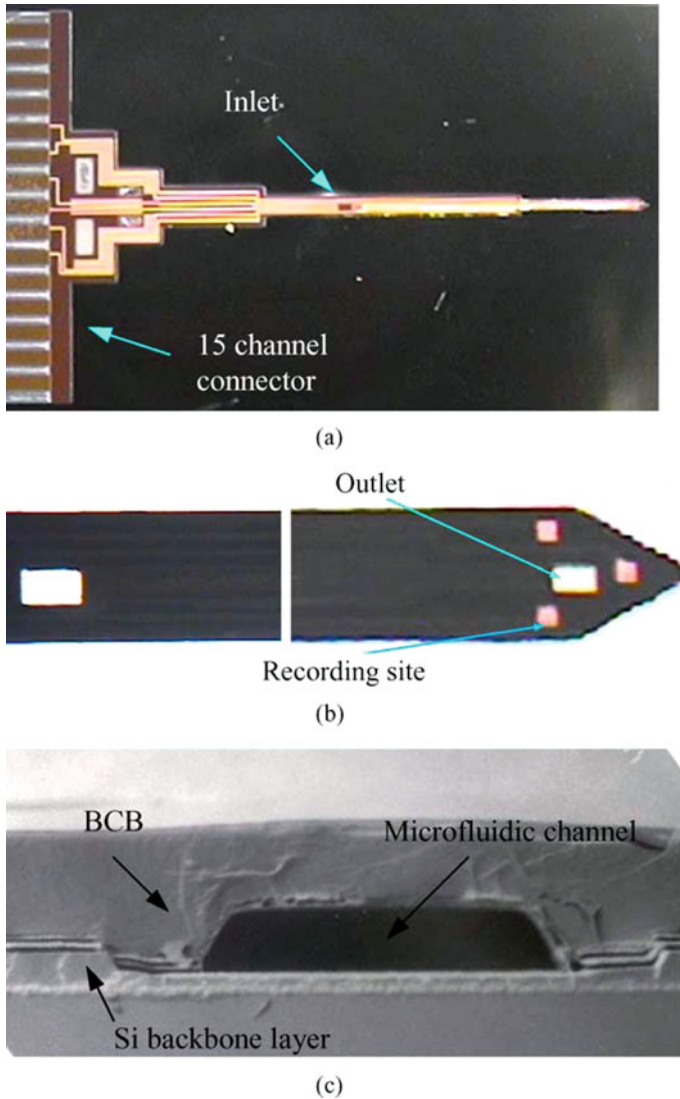 Inlet
15 channel
connector
(a)
Outlet
Recording site
(b)
BCB
Microfluidic channel
Si backbone layer
(c)